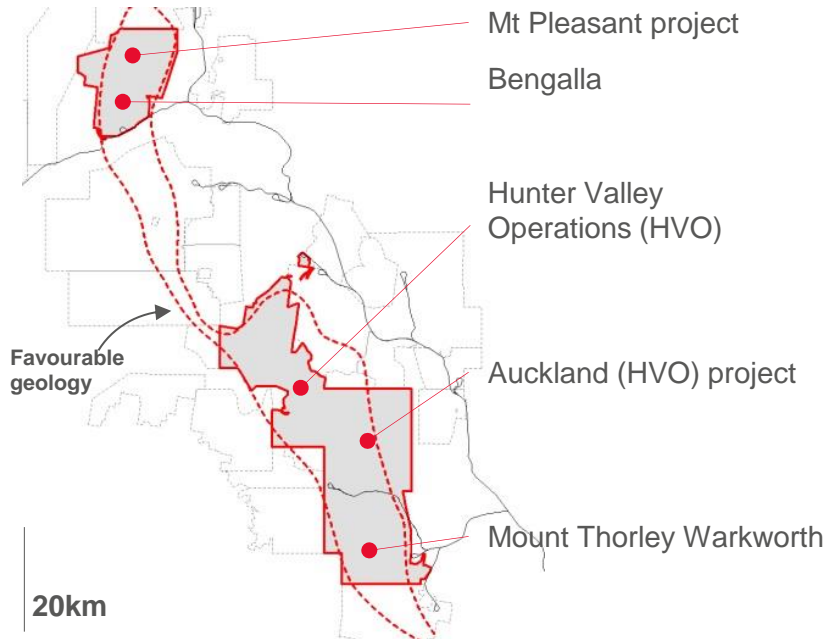 Mt Pleasant project
Bengalla
Hunter Valley
Operations (HVO)
Favourable
geology
Auckland (HVO) project
Mount Thorley Warkworth
20km